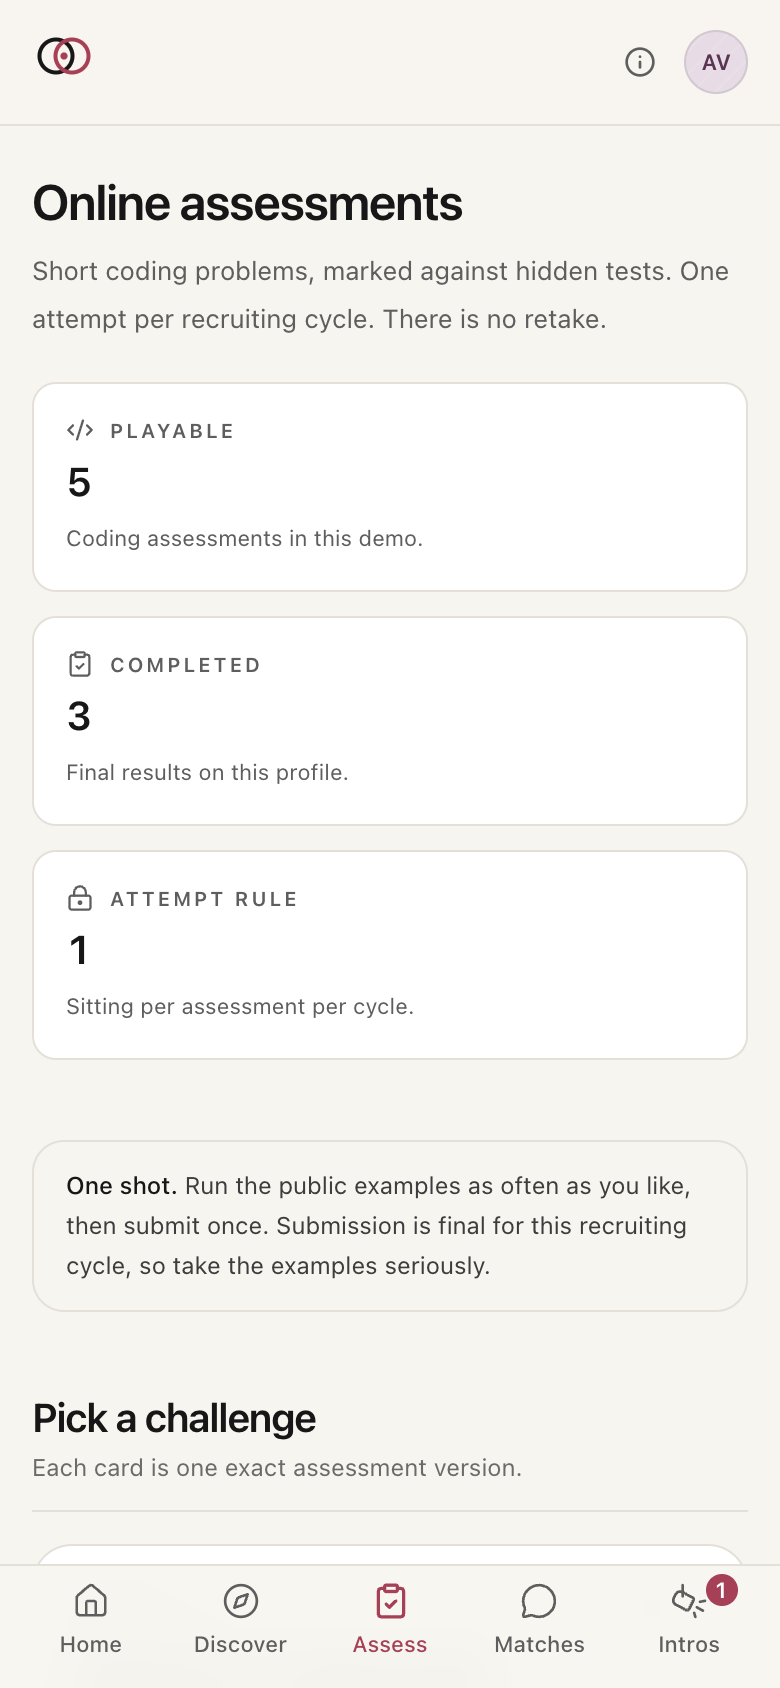 AV
Online assessments
Short coding problems, marked against hidden tests. One
attempt per recruiting cycle. There is no retake.
PLAYABLE
5
Coding assessments in this demo.
COMPLETED
3
Final results on this profile.
ATTEMPT RULE
1
Sitting per assessment per cycle.
One shot. Run the public examples as often as you like,
then submit once. Submission is final for this recruiting
cycle, so take the examples seriously.
Pick a challenge
Each card is one exact assessment version.
1
Home Discover Assess Matches Intros